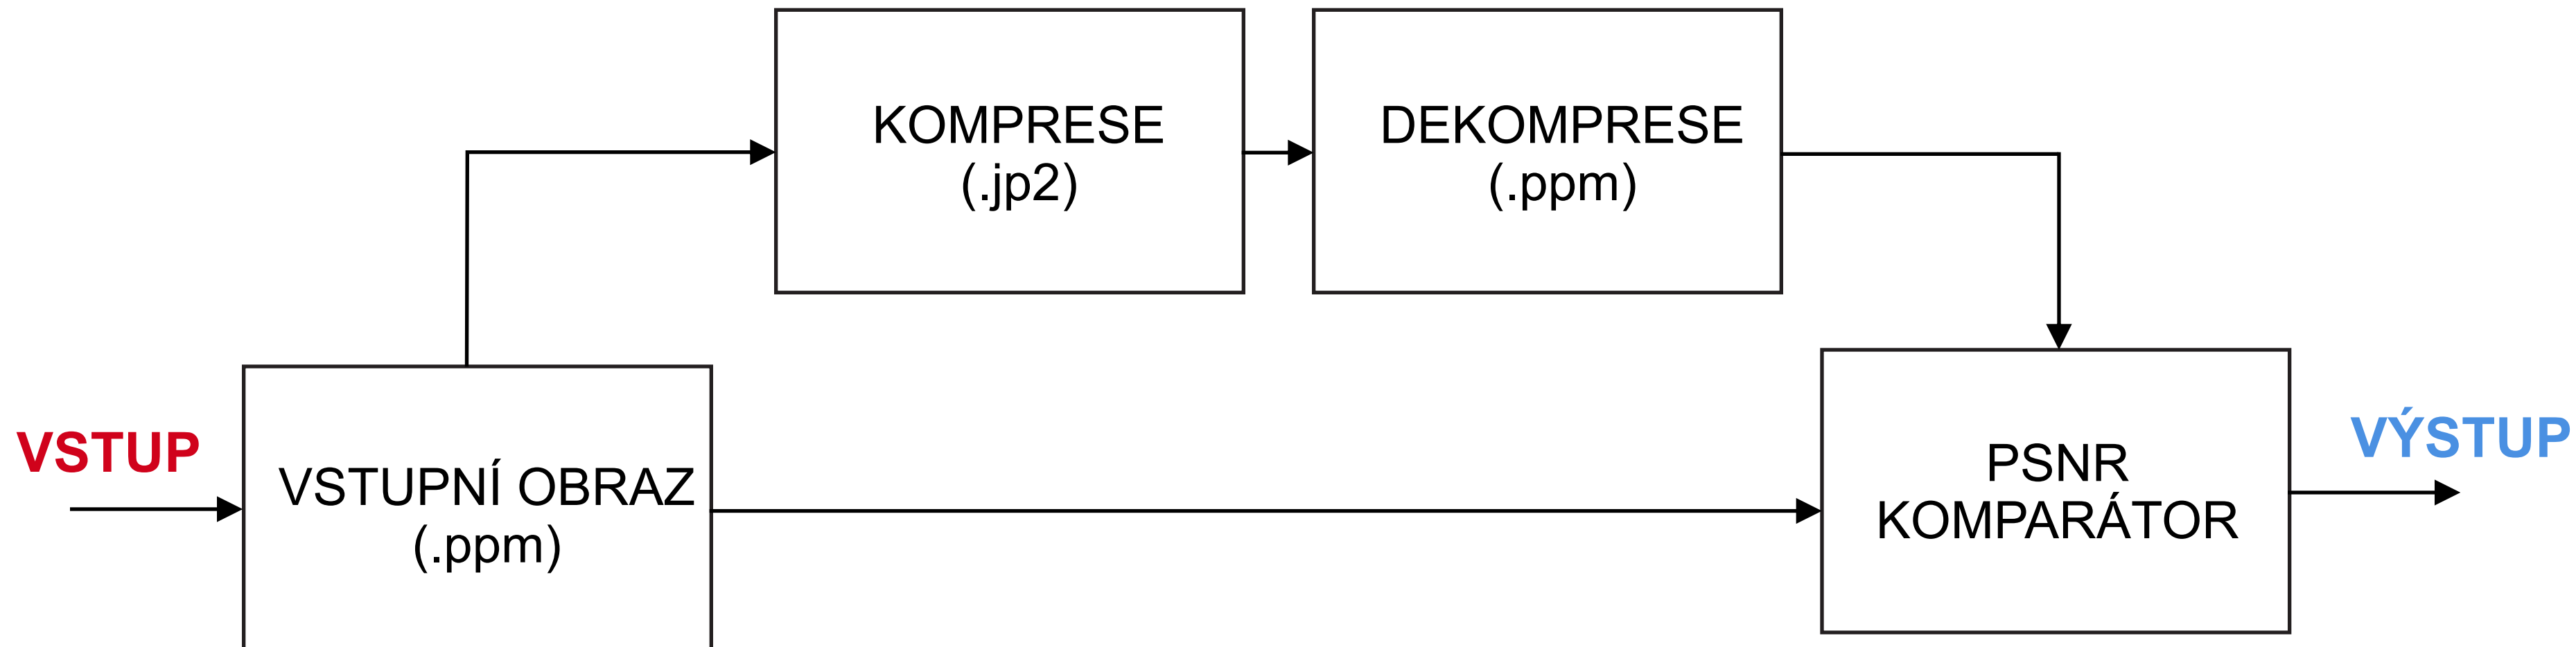 KOMPRESE
(.jp2)
DEKOMPRESE
(.ppm)
VSTUP
VSTUPNÍ OBRAZ
(.ppm)
PSNR
KOMPARÁTOR
VÝSTUP